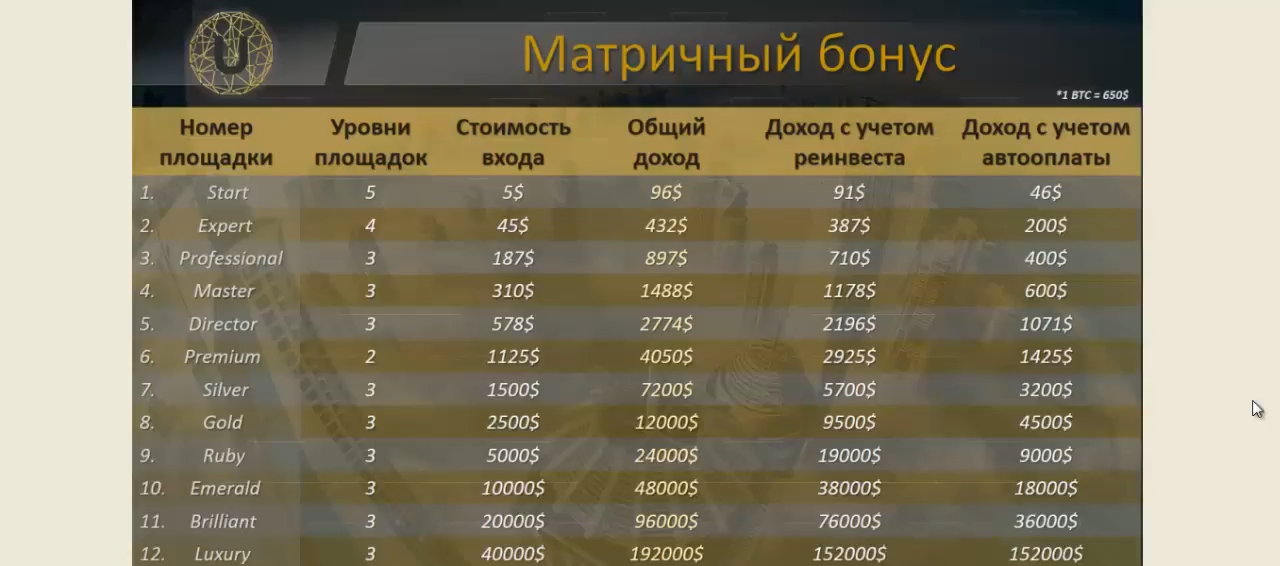 U
Матричный бонус
*1 BTC = 650$
Номер площадки Уровни площадок Стоимость входа Общий доход Доход с учетом реинвеста Доход с учетом автооплаты
1. Start 5 5$ 96$ 91$ 46$
2. Expert 4 45$ 432$ 387$ 200$
3. Professional 3 187$ 897$ 710$ 400$
4. Master 3 310$ 1488$ 1178$ 600$
5. Director 3 578$ 2774$ 2196$ 1071$
6. Premium 2 1125$ 4050$ 2925$ 1425$
7. Silver 3 1500$ 7200$ 5700$ 3200$
8. Gold 3 2500$ 12000$ 9500$ 4500$
9. Ruby 3 5000$ 24000$ 19000$ 9000$
10. Emerald 3 10000$ 48000$ 38000$ 18000$
11. Brilliant 3 20000$ 96000$ 76000$ 36000$
12. Luxury 3 40000$ 192000$ 152000$ 152000$